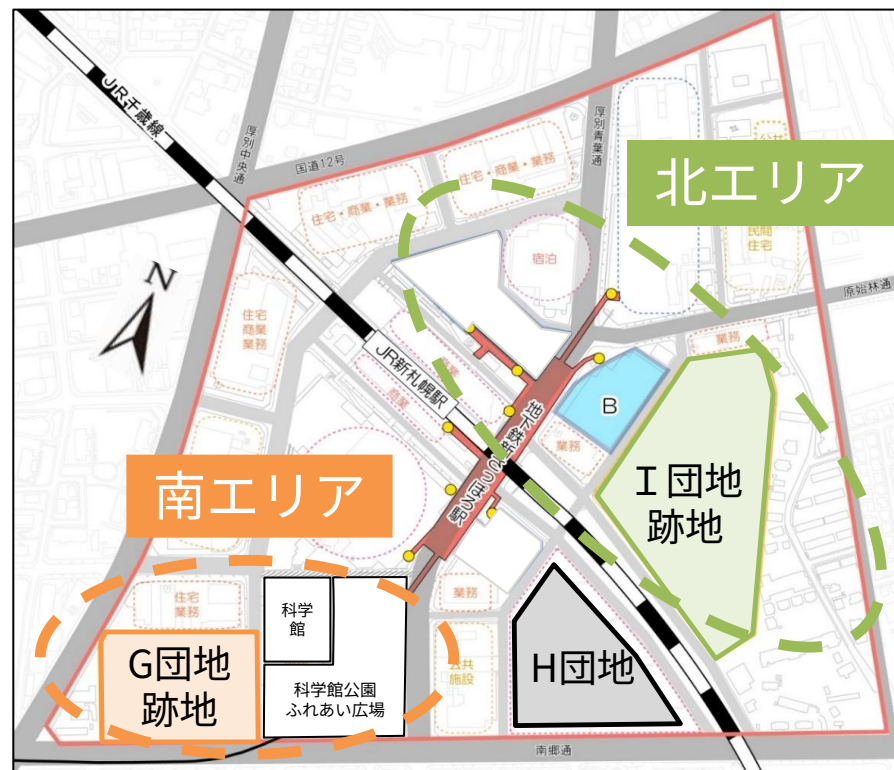 JR千歳線
厚別中央通
国道12号
住宅・商業・業務
住宅・商業・業務
厚別青葉通
北エリア
民間
住宅
宿泊
原始林通
N
住宅
商業
業務
JR新札幌駅
商業
業務
B
業務
地下鉄新さっぽろ駅
I団地
跡地
南エリア
住宅
業務
科学
館
業務
G団地
跡地
科学館公園
ふれあい広場
公共
施設
H団地
南郷通